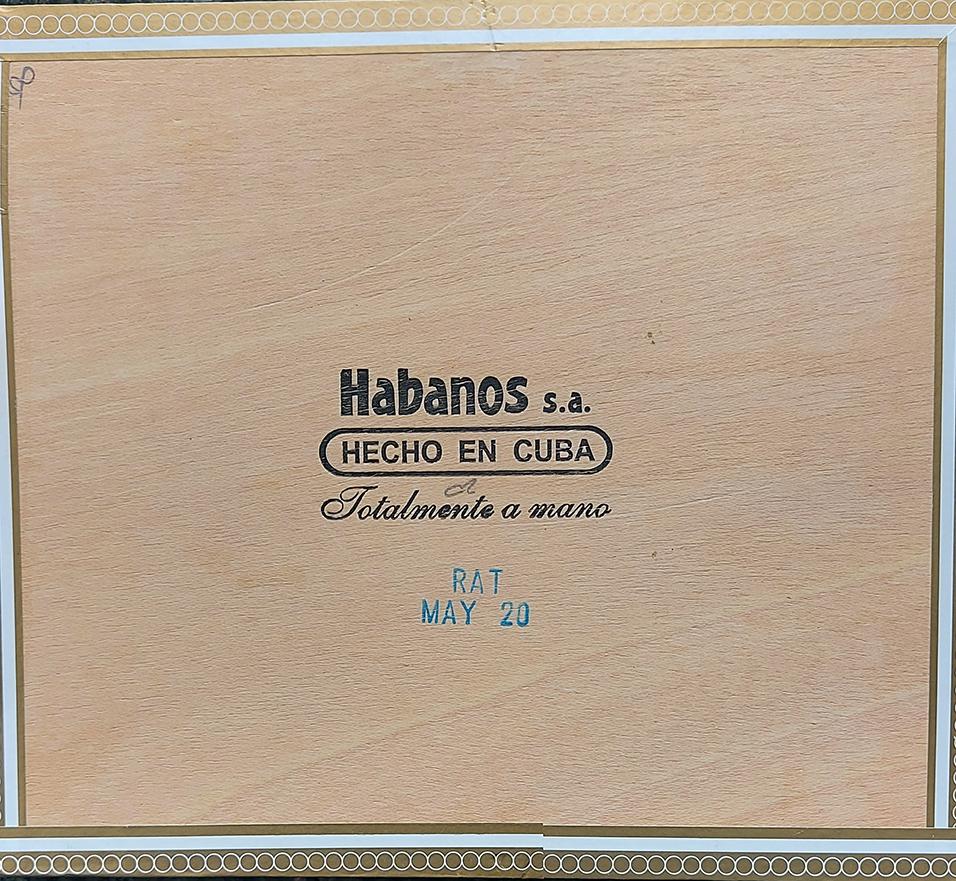 Habanos s.a.
HECHO EN CUBA
Totalmente a mano
RAT
MAY 20